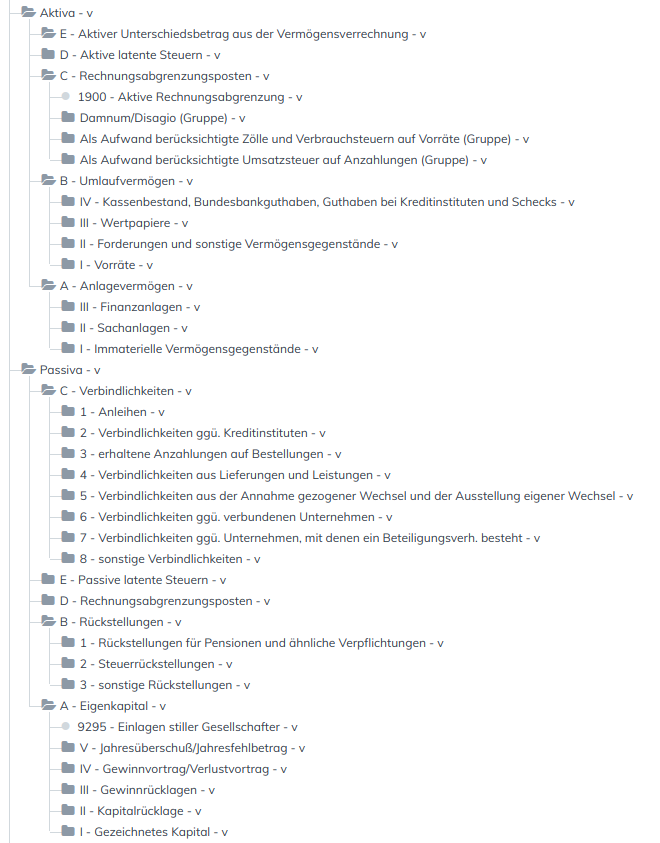 Aktiva - v
E - Aktiver Unterschiedsbetrag aus der Vermögensverrechnung - v
D - Aktive latente Steuern - v
C - Rechnungsabgrenzungsposten - v
1900 - Aktive Rechnungsabgrenzung - v
Damnum/Disagio (Gruppe) - v
Als Aufwand berücksichtigte Zölle und Verbrauchsteuern auf Vorräte (Gruppe) - v
Als Aufwand berücksichtigte Umsatzsteuer auf Anzahlungen (Gruppe) - v
B - Umlaufvermögen - v
IV - Kassenbestand, Bundesbankguthaben, Guthaben bei Kreditinstituten und Schecks - v
III - Wertpapiere - v
II - Forderungen und sonstige Vermögensgegenstände - v
I - Vorräte - v
A - Anlagevermögen - v
III - Finanzanlagen - v
II - Sachanlagen - v
I - Immaterielle Vermögensgegenstände - v
Passiva - v
C - Verbindlichkeiten - v
1 - Anleihen - v
2 - Verbindlichkeiten ggü. Kreditinstituten - v
3 - erhaltene Anzahlungen auf Bestellungen - v
4 - Verbindlichkeiten aus Lieferungen und Leistungen - v
5 - Verbindlichkeiten aus der Annahme gezogener Wechsel und der Ausstellung eigener Wechsel - v
6 - Verbindlichkeiten ggü. verbundenen Unternehmen - v
7 - Verbindlichkeiten ggü. Unternehmen, mit denen ein Beteiligungsverh. besteht - v
8 - sonstige Verbindlichkeiten - v
E - Passive latente Steuern - v
D - Rechnungsabgrenzungsposten - v
B - Rückstellungen - v
1 - Rückstellungen für Pensionen und ähnliche Verpflichtungen - v
2 - Steuerrückstellungen - v
3 - sonstige Rückstellungen - v
A - Eigenkapital - v
9295 - Einlagen stiller Gesellschafter - v
V - Jahresüberschuß/Jahresfehlbetrag - v
IV - Gewinnvortrag/Verlustvortrag - v
III - Gewinnrücklagen - v
II - Kapitalrücklage - v
I - Gezeichnetes Kapital - v